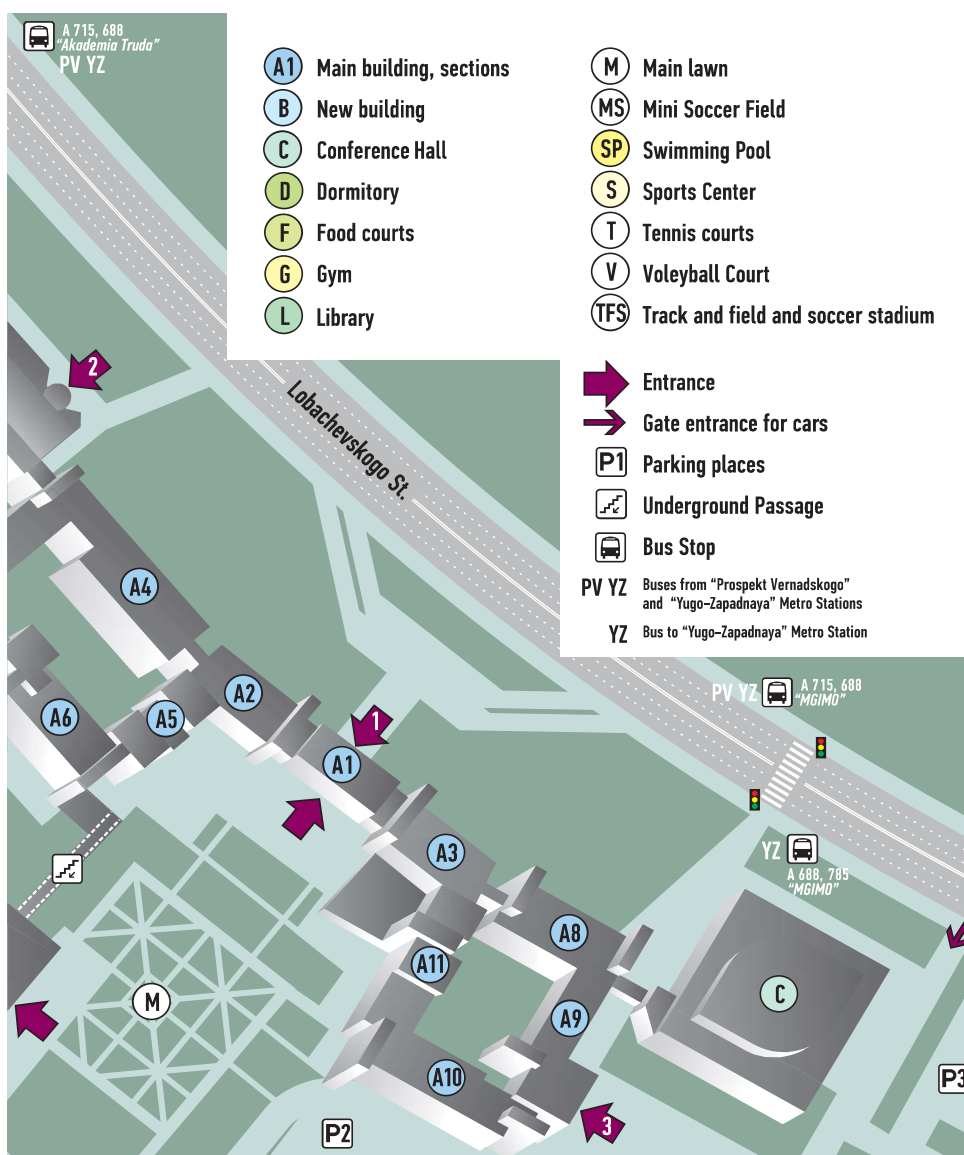 A 715, 688
“Akademia Truda”
PV YZ
A1 Main building, sections
B New building
C Conference Hall
D Dormitory
F Food courts
G Gym
L Library
M Main lawn
MS Mini Soccer Field
SP Swimming Pool
S Sports Center
T Tennis courts
V Voleyball Court
TFS Track and field and soccer stadium
Entrance
Gate entrance for cars
P1 Parking places
Underground Passage
Bus Stop
PV YZ Buses from “Prospekt Vernadskogo”
and “Yugo–Zapadnaya” Metro Stations
YZ Bus to “Yugo–Zapadnaya” Metro Station
2
Lobachevskogo St.
A4
A2
A6
A5
1
A1
PV YZ A 715, 688
“MGIMO”
A3
YZ
A 688, 785
“MGIMO”
A8
A11
C
M
A9
A10
P3
3
P2